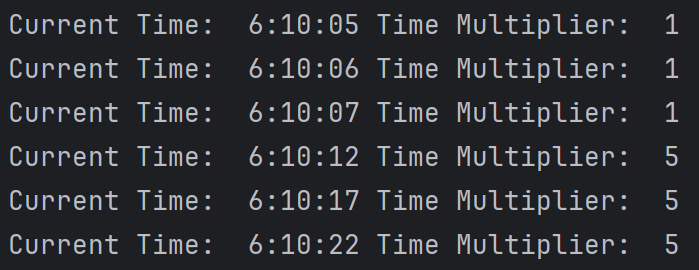 Current Time:  6:10:05 Time Multiplier:  1
Current Time:  6:10:06 Time Multiplier:  1
Current Time:  6:10:07 Time Multiplier:  1
Current Time:  6:10:12 Time Multiplier:  5
Current Time:  6:10:17 Time Multiplier:  5
Current Time:  6:10:22 Time Multiplier:  5